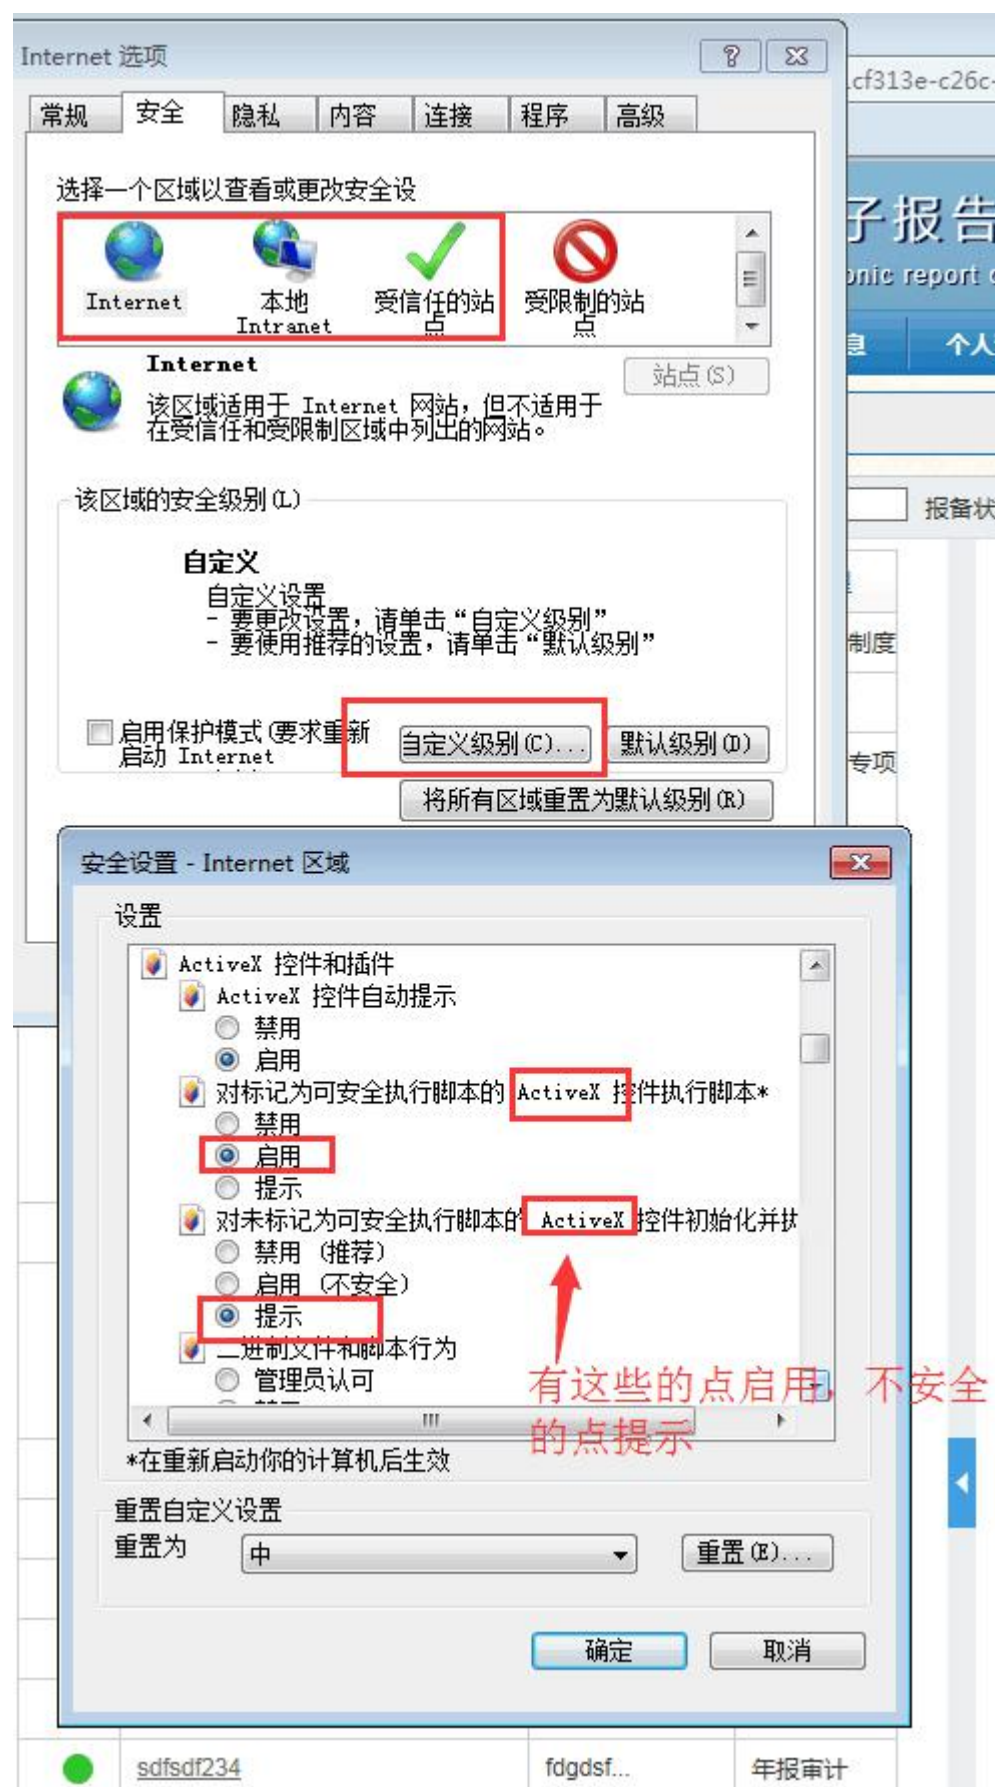 Internet 选项
cf313e-c26c-
常规 安全 隐私 内容 连接 程序 高级
选择一个区域以查看或更改安全设
子报告
onic report
Internet
本地
Intranet
受信任的站
点
受限制的站
点
息 个人
Internet
站点(S)
该区域适用于 Internet 网站，但不适用于
在受信任和受限制区域中列出的网站。
该区域的安全级别(L)
报备状
自定义
自定义设置
- 要更改设置，请单击“自定义级别”
- 要使用推荐的设置，请单击“默认级别”
制度
启用保护模式(要求重新
启动 Internet
自定义级别(C)... 默认级别(D)
专项
将所有区域重置为默认级别(R)
安全设置 - Internet 区域
设置
ActiveX 控件和插件
ActiveX 控件自动提示
禁用
启用
对标记为可安全执行脚本的 ActiveX 控件执行脚本*
禁用
启用
提示
对未标记为可安全执行脚本的 ActiveX 控件初始化并执
禁用 (推荐)
启用 (不安全)
提示
二进制文件和脚本行为
管理员认可
有这些的点启用，不安全
的点提示
*在重新启动你的计算机后生效
重置自定义设置
重置为 中 重置(E)...
确定 取消
sdfsdf234 fdgdsf... 年报审计